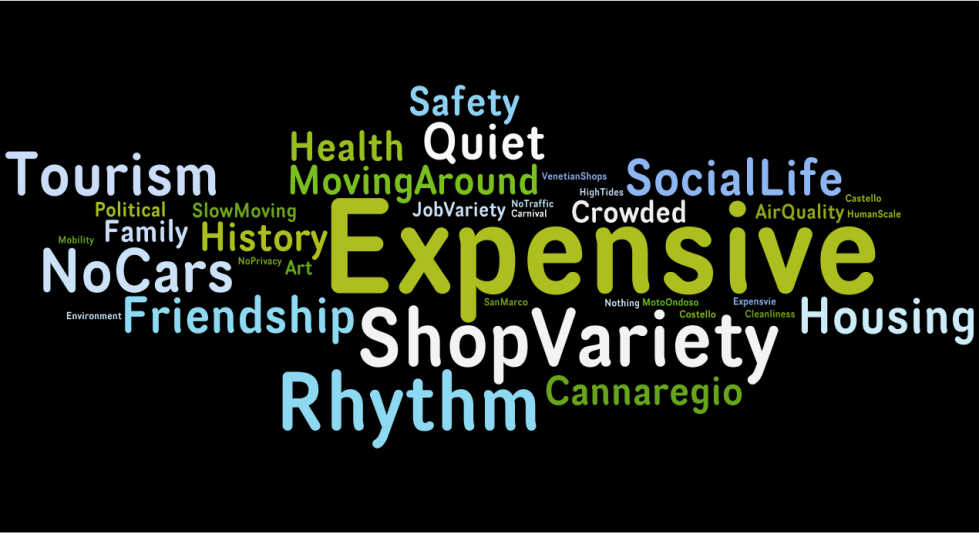 Safety
Health
Quiet
Tourism
MovingAround
VenetianShops
HighTides
SocialLife
Political
SlowMoving
JobVariety
NoTraffic
Carnival
Crowded
AirQuality
Castello
HumanScale
Mobility
Family
History
NoPrivacy
Art
Expensive
NoCars
Environment
Friendship
SanMarco
Nothing
MotoOndoso
Costello
Expensvie
Cleanliness
Housing
ShopVariety
Rhythm
Cannaregio